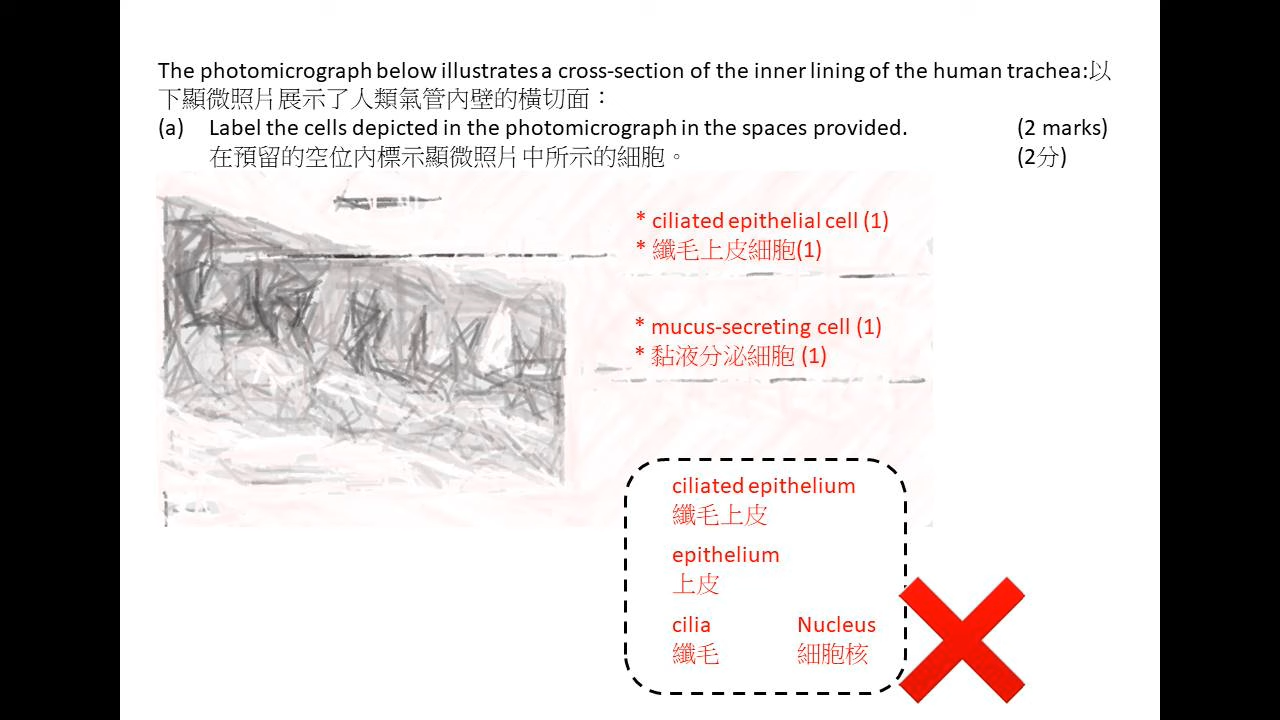 The photomicrograph below illustrates a cross-section of the inner lining of the human trachea:以
下顯微照片展示了人類氣管內壁的橫切面：
(a) Label the cells depicted in the photomicrograph in the spaces provided. (2 marks)
在預留的空位內標示顯微照片中所示的細胞。 (2分)
* ciliated epithelial cell (1)
* 纖毛上皮細胞(1)
* mucus-secreting cell (1)
* 黏液分泌細胞 (1)
ciliated epithelium
纖毛上皮
epithelium
上皮
cilia Nucleus
纖毛 細胞核